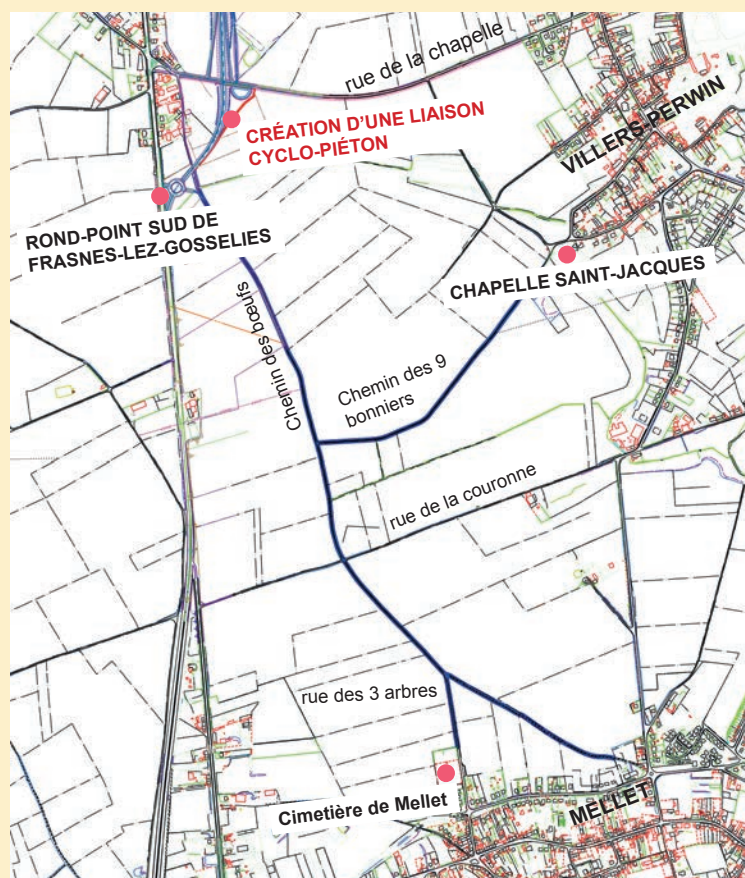 rue de la chapelle
CRÉATION D'UNE LIAISON
CYCLO-PIÉTON
VILLERS-PERWIN
ROND-POINT SUD DE
FRASNES-LEZ-GOSSELIES
CHAPELLE SAINT-JACQUES
Chemin des bœufs
Chemin des 9
bonniers
rue de la couronne
rue des 3 arbres
Cimetière de Mellet
MELLET